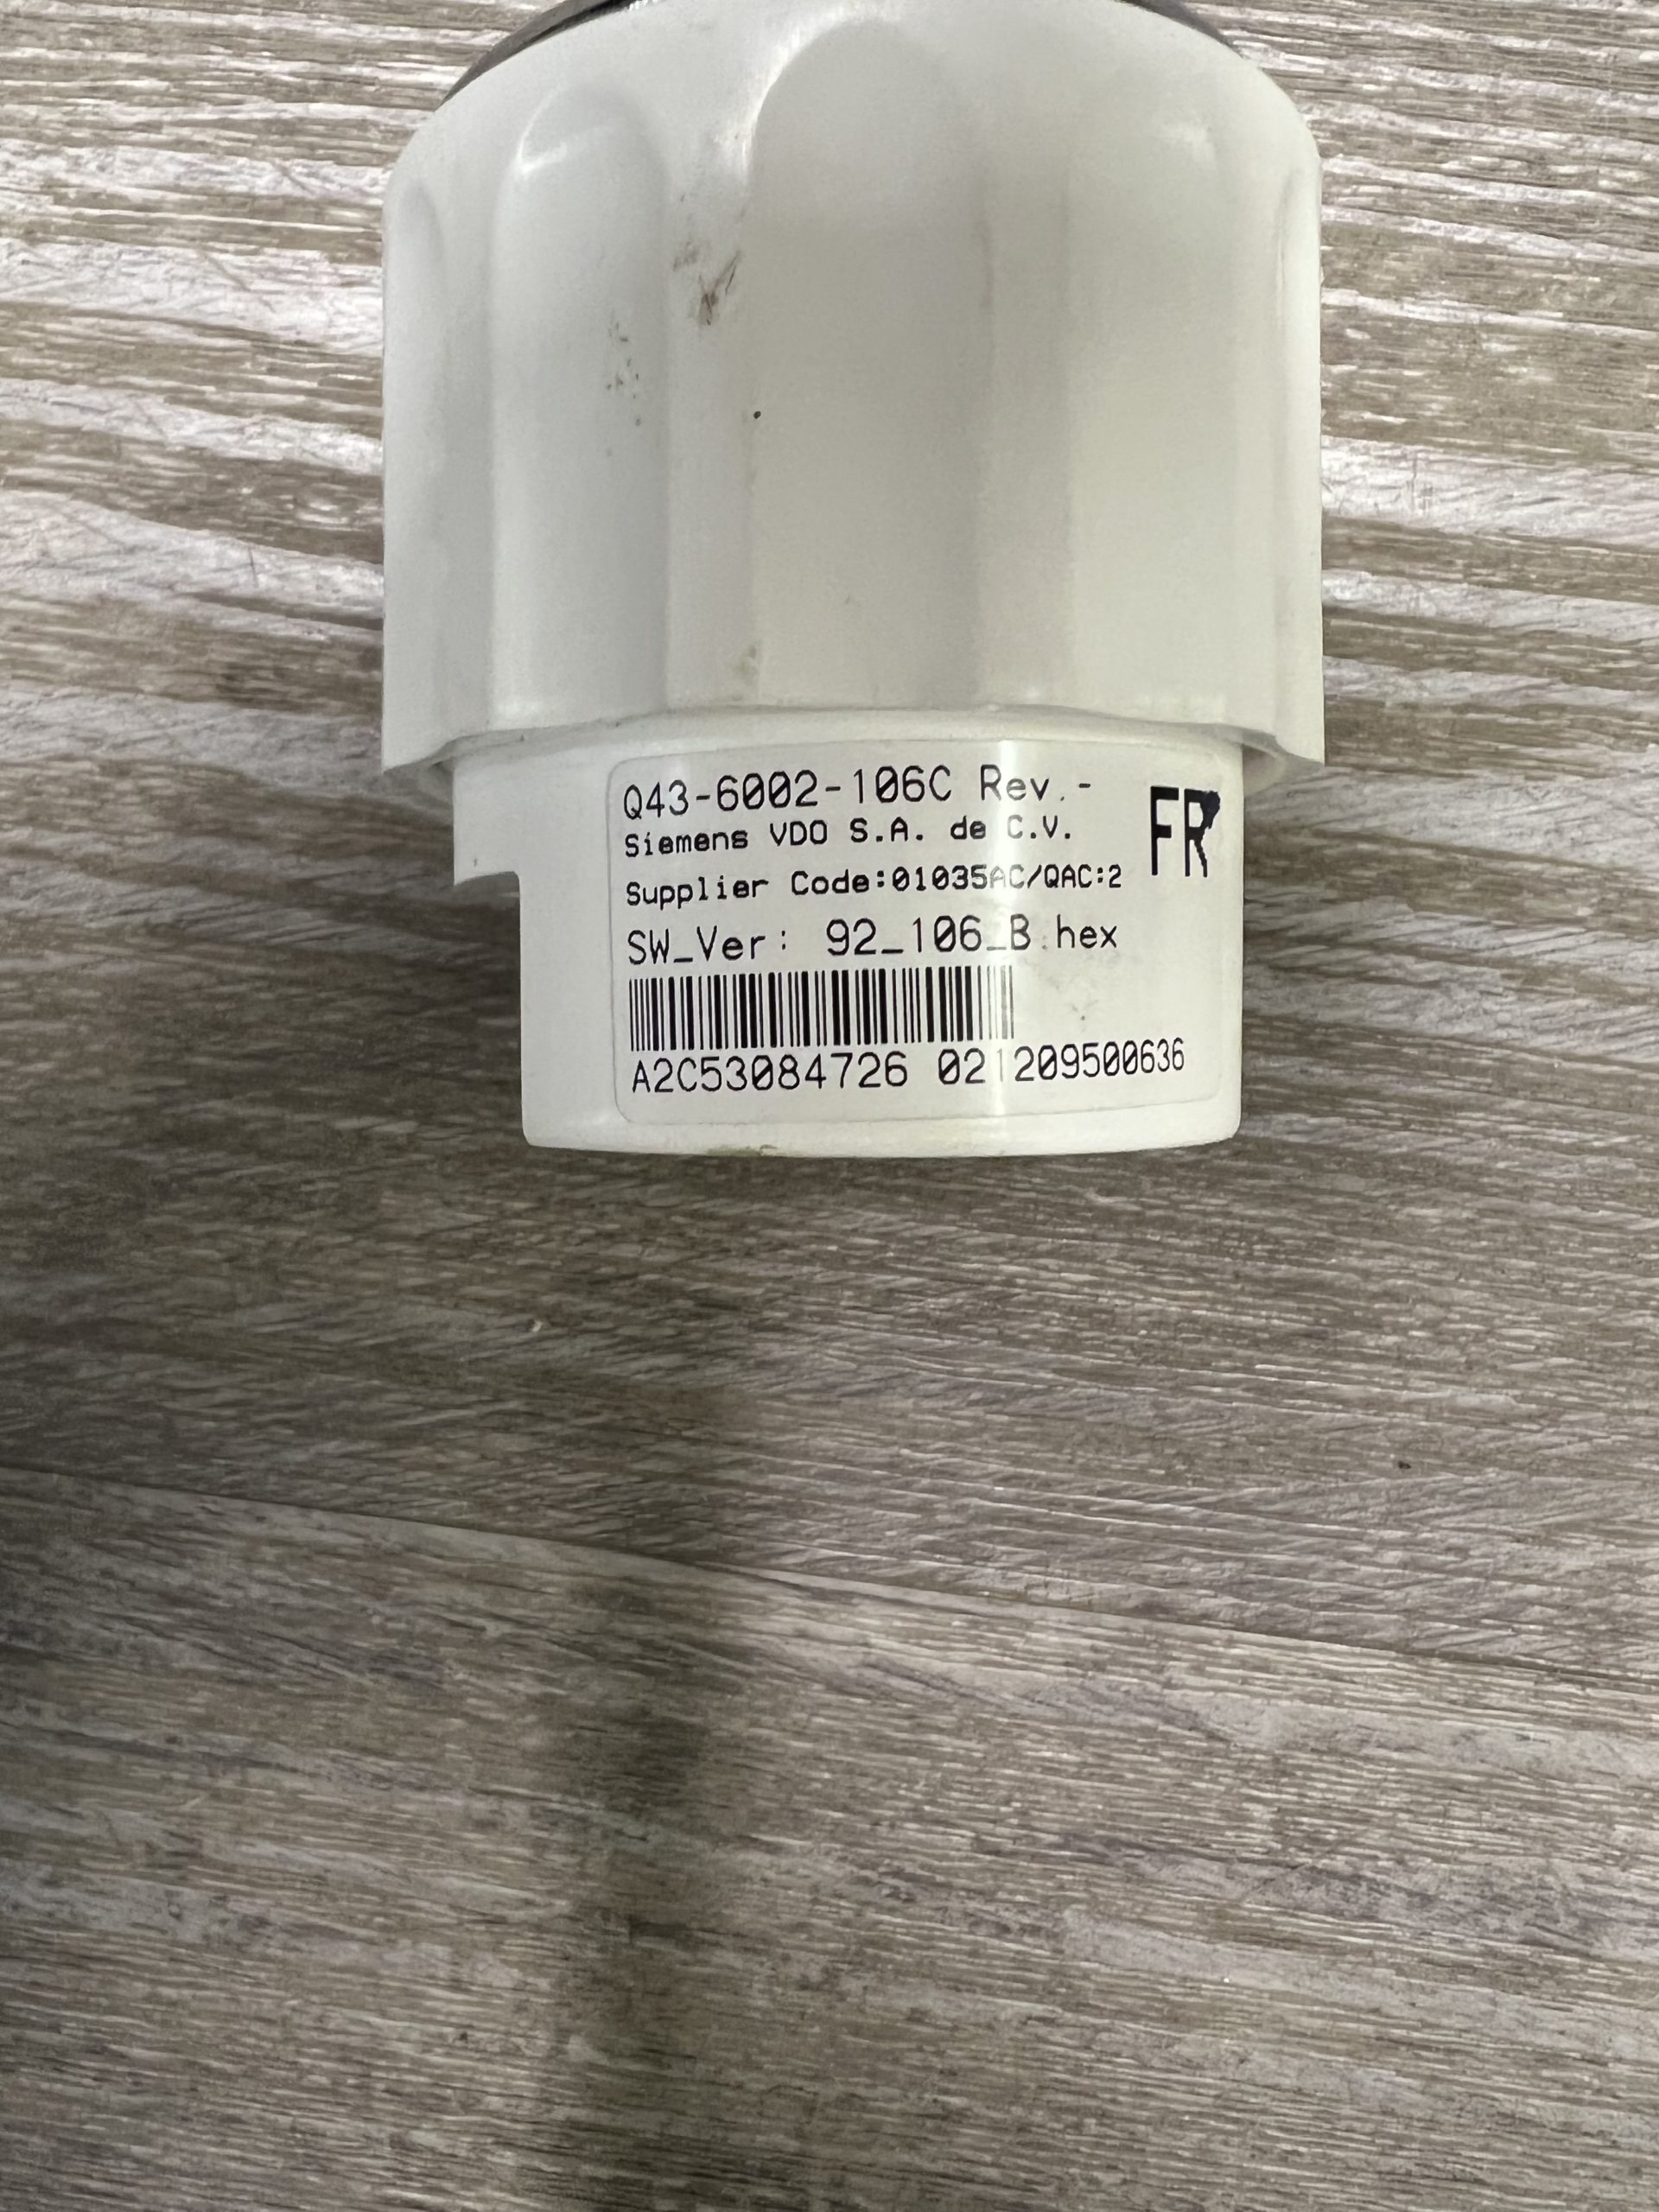 Q43-6002-106C Rev.-
Siemens VDO S.A. de C.V.
FR
Supplier Code:01035AC/QAC:2
SW_Ver: 92_106_B.hex
A2C53084726 021209500636